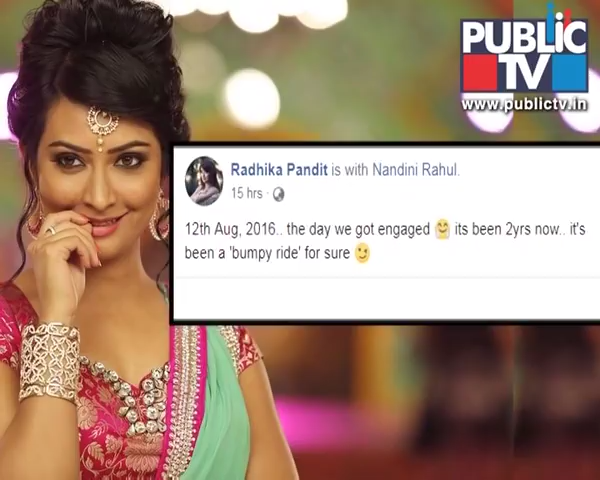 PUBLIC
TV
www.publictv.in
Radhika Pandit is with Nandini Rahul.
15 hrs ·
12th Aug, 2016.. the day we got engaged 🤗 its been 2yrs now.. it's
been a 'bumpy ride' for sure 😉